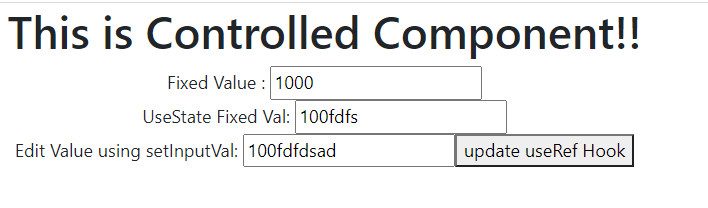 This is Controlled Component!!
Fixed Value : 1000
UseState Fixed Val: 100fdfs
Edit Value using setInputVal: 100fdfdsad update useRef Hook